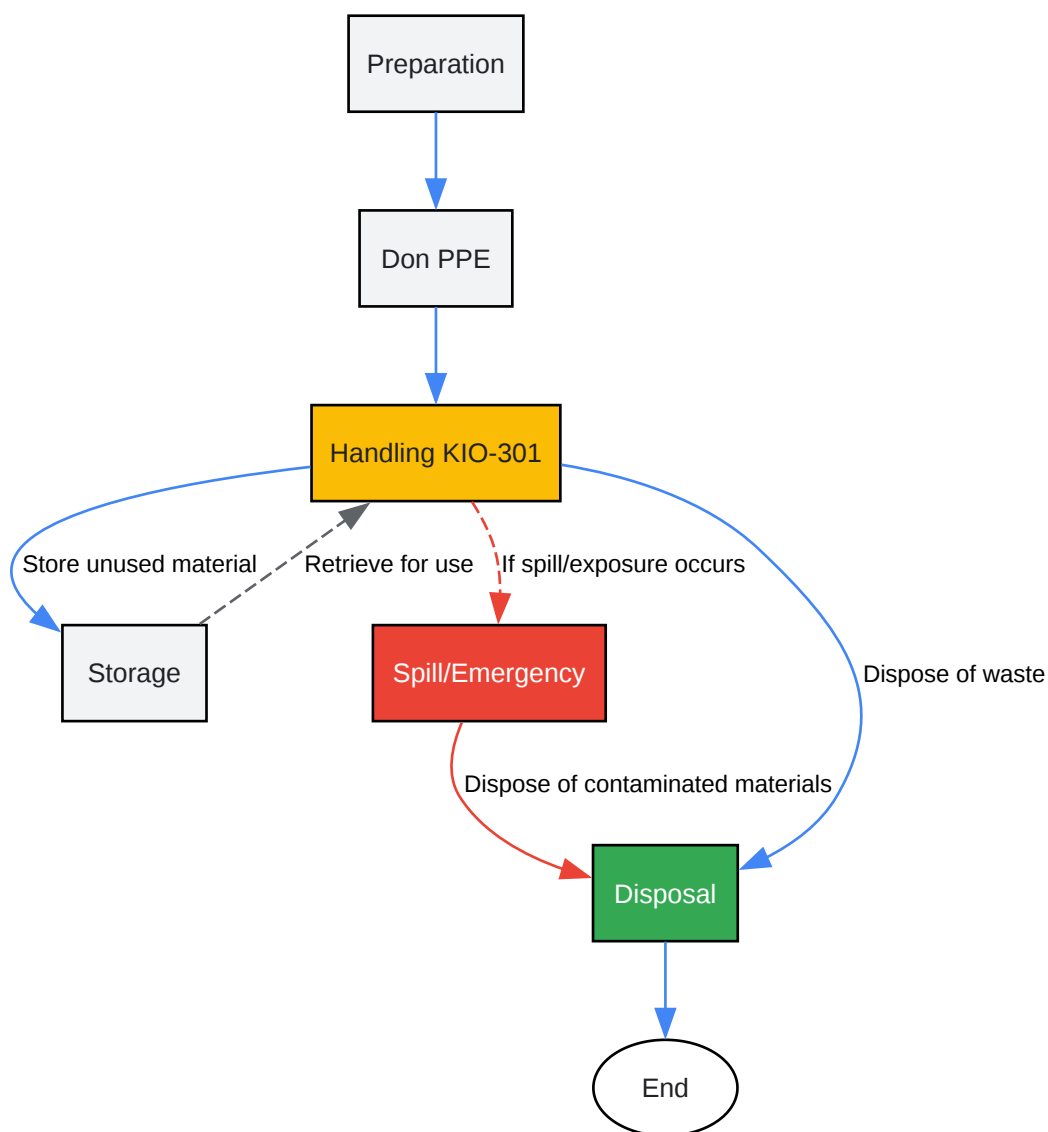 Preparation
Don PPE
Handling KIO-301
Store unused material
Retrieve for use
If spill/exposure occurs
Storage
Spill/Emergency
Dispose of waste
Dispose of contaminated materials
Disposal
End